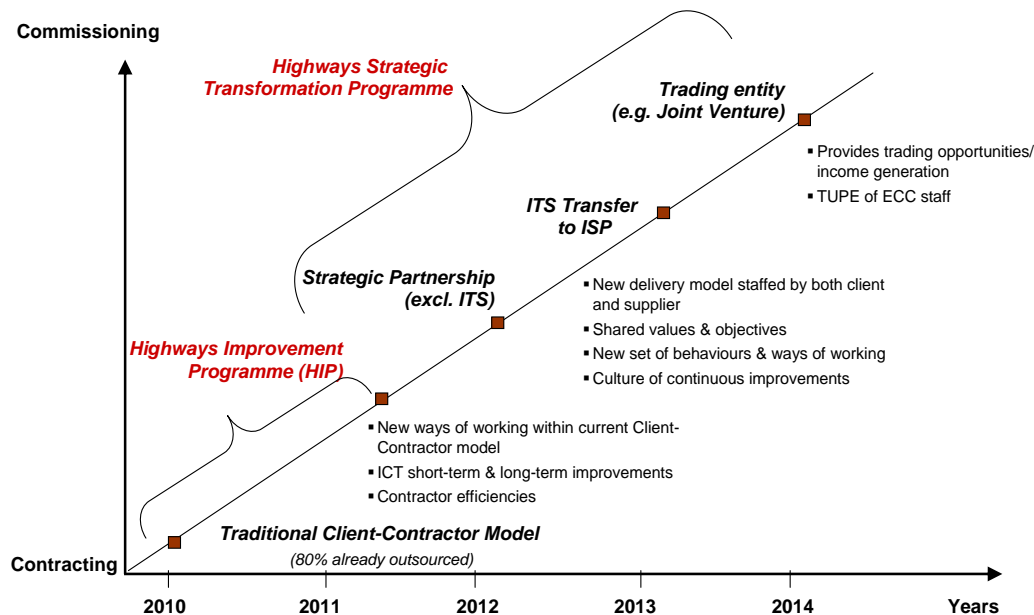 Commissioning
Highways Strategic
Transformation Programme
Trading entity
(e.g. Joint Venture)
▪ Provides trading opportunities/
income generation
▪ TUPE of ECC staff
ITS Transfer
to ISP
Strategic Partnership
(excl. ITS)
▪ New delivery model staffed by both client
and supplier
▪ Shared values & objectives
▪ New set of behaviours & ways of working
▪ Culture of continuous improvements
Highways Improvement
Programme (HIP)
▪ New ways of working within current Client-
Contractor model
▪ ICT short-term & long-term improvements
▪ Contractor efficiencies
Traditional Client-Contractor Model
(80% already outsourced)
Contracting
2010 2011 2012 2013 2014 Years